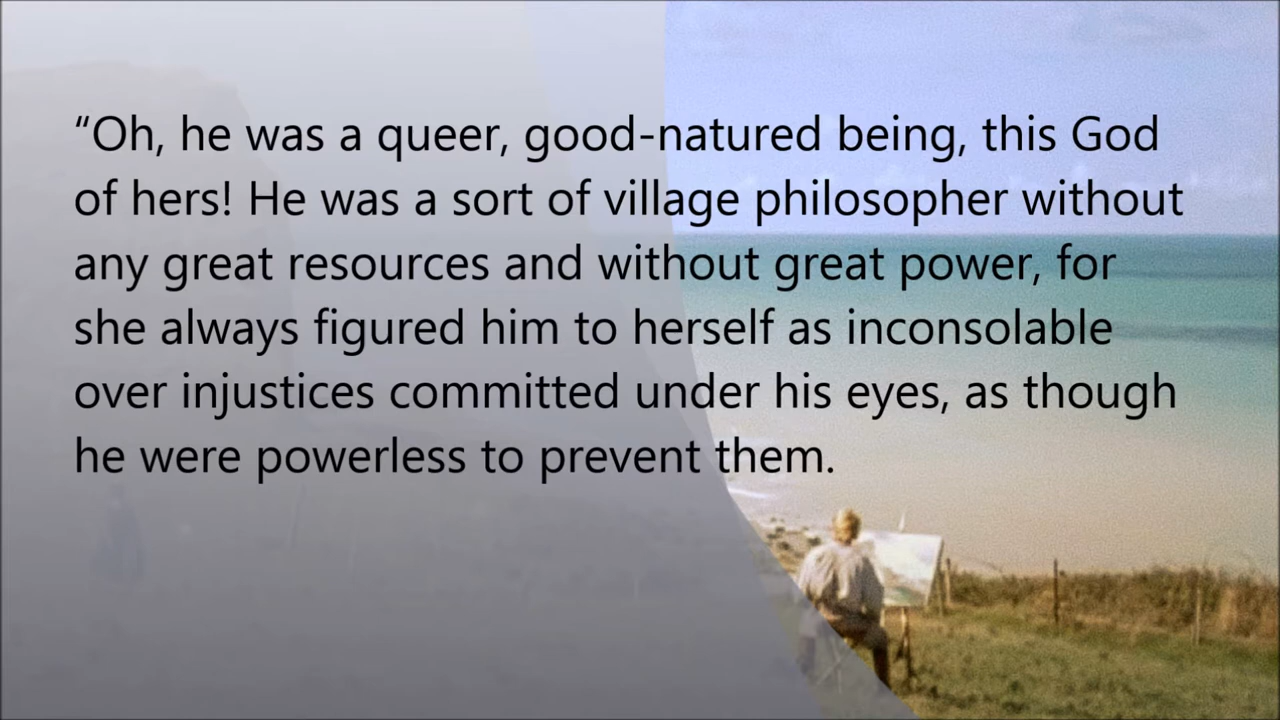 “Oh, he was a queer, good-natured being, this God
of hers! He was a sort of village philosopher without
any great resources and without great power, for
she always figured him to herself as inconsolable
over injustices committed under his eyes, as though
he were powerless to prevent them.